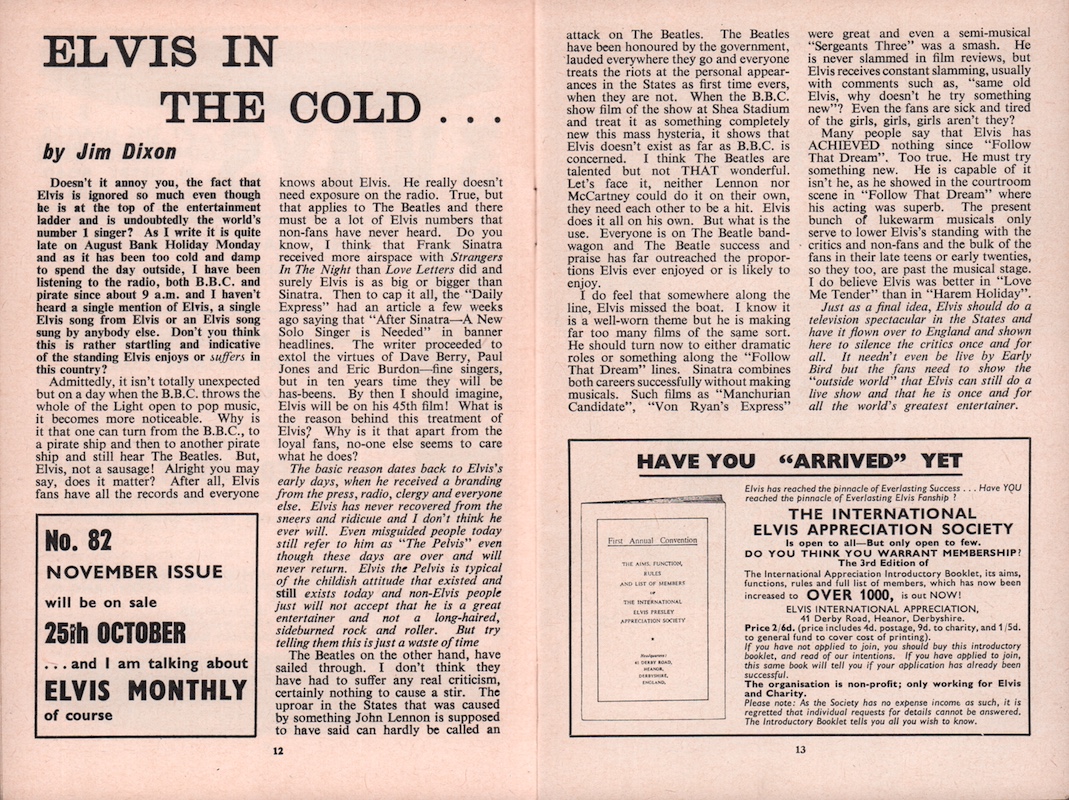 ELVIS IN
THE COLD . . .
by Jim Dixon
Doesn't it annoy you, the fact that
Elvis is ignored so much even though
he is at the top of the entertainment
ladder and is undoubtedly the world's
number 1 singer? As I write it is quite
late on August Bank Holiday Monday
and as it has been too cold and damp
to spend the day outside, I have been
listening to the radio, both B.B.C. and
pirate since about 9 a.m. and I haven't
heard a single mention of Elvis, a single
Elvis song from Elvis or an Elvis song
sung by anybody else. Don't you think
this is rather startling and indicative
of the standing Elvis enjoys or suffers in
this country?
Admittedly, it isn't totally unexpected
but on a day when the B.B.C. throws the
whole of the Light open to pop music,
it becomes more noticeable. Why is
it that one can turn from the B.B.C., to
a pirate ship and then to another pirate
ship and still hear The Beatles. But,
Elvis, not a sausage! Alright you may
say, does it matter? After all, Elvis
fans have all the records and everyone
No. 82
NOVEMBER ISSUE
will be on sale
25th OCTOBER
. . . and I am talking about
ELVIS MONTHLY
of course
knows about Elvis. He really doesn't
need exposure on the radio. True, but
that applies to The Beatles and there
must be a lot of Elvis numbers that
non-fans have never heard. Do you
know, I think that Frank Sinatra
received more airspace with Strangers
In The Night than Love Letters did and
surely Elvis is as big or bigger than
Sinatra. Then to cap it all, the "Daily
Express" had an article a few weeks
ago saying that "After Sinatra—A New
Solo Singer is Needed" in banner
headlines. The writer proceeded to
extol the virtues of Dave Berry, Paul
Jones and Eric Burdon—fine singers,
but in ten years time they will be
has-beens. By then I should imagine,
Elvis will be on his 45th film! What is
the reason behind this treatment of
Elvis? Why is it that apart from the
loyal fans, no-one else seems to care
what he does?
The basic reason dates back to Elvis's
early days, when he received a branding
from the press, radio, clergy and everyone
else. Elvis has never recovered from the
sneers and ridicute and I don't think he
ever will. Even misguided people today
still refer to him as "The Pelvis" even
though these days are over and will
never return. Elvis the Pelvis is typical
of the childish attitude that existed and
still exists today and non-Elvis people
just will not accept that he is a great
entertainer and not a long-haired,
sideburned rock and roller. But try
telling them this is just a waste of time
The Beatles on the other hand, have
sailed through. I don't think they
have had to suffer any real criticism,
certainly nothing to cause a stir. The
uproar in the States that was caused
by something John Lennon is supposed
to have said can hardly be called an
12
attack on The Beatles. The Beatles
have been honoured by the government,
lauded everywhere they go and everyone
treats the riots at the personal appear-
ances in the States as first time evers,
when they are not. When the B.B.C.
show film of the show at Shea Stadium
and treat it as something completely
new this mass hysteria, it shows that
Elvis doesn't exist as far as B.B.C. is
concerned. I think The Beatles are
talented but not THAT wonderful.
Let's face it, neither Lennon nor
McCartney could do it on their own,
they need each other to be a hit. Elvis
does it all on his own. But what is the
use. Everyone is on The Beatle band-
wagon and The Beatle success and
praise has far outreached the propor-
tions Elvis ever enjoyed or is likely to
enjoy.
I do feel that somewhere along the
line, Elvis missed the boat. I know it
is a well-worn theme but he is making
far too many films of the same sort.
He should turn now to either dramatic
roles or something along the "Follow
That Dream" lines. Sinatra combines
both careers successfully without making
musicals. Such films as "Manchurian
Candidate", "Von Ryan's Express"
were great and even a semi-musical
"Sergeants Three" was a smash. He
is never slammed in film reviews, but
Elvis receives constant slamming, usually
with comments such as, "same old
Elvis, why doesn't he try something
new"? Even the fans are sick and tired
of the girls, girls, girls aren't they?
Many people say that Elvis has
ACHIEVED nothing since "Follow
That Dream". Too true. He must try
something new. He is capable of it
isn't he, as he showed in the courtroom
scene in "Follow That Dream" where
his acting was superb. The present
bunch of lukewarm musicals only
serve to lower Elvis's standing with the
critics and non-fans and the bulk of the
fans in their late teens or early twenties,
so they too, are past the musical stage.
I do believe Elvis was better in "Love
Me Tender" than in "Harem Holiday".
Just as a final idea, Elvis should do a
television spectacular in the States and
have it flown over to England and shown
here to silence the critics once and for
all. It needn't even be live by Early
Bird but the fans need to show the
"outside world" that Elvis can still do a
live show and that he is once and for
all the world's greatest entertainer.
HAVE YOU "ARRIVED" YET
First Annual Convention
THE AIMS, FUNCTION,
RULES
AND LIST OF MEMBERS
OF
THE INTERNATIONAL
ELVIS PRESLEY
APPRECIATION SOCIETY
Headquarters:
41 DERBY ROAD,
HEANOR,
DERBYSHIRE,
ENGLAND.
Elvis has reached the pinnacle of Everlasting Success . . . Have YOU
reached the pinnacle of Everlasting Elvis Fanship ?
THE INTERNATIONAL
ELVIS APPRECIATION SOCIETY
Is open to all—But only open to few.
DO YOU THINK YOU WARRANT MEMBERSHIP?
The 3rd Edition of
The International Appreciation Introductory Booklet, its aims,
functions, rules and full list of members, which has now been
increased to OVER 1000, is out NOW!
ELVIS INTERNATIONAL APPRECIATION,
41 Derby Road, Heanor, Derbyshire.
Price 2/6d. (price includes 4d. postage, 9d. to charity, and 1/5d.
to general fund to cover cost of printing).
If you have not applied to join, you should buy this introductory
booklet, and read of our intentions. If you have applied to join,
this same book will tell you if your application has already been
successful.
The organisation is non-profit; only working for Elvis
and Charity.
Please note: As the Society has no expense income as such, it is
regretted that individual requests for details cannot be answered.
The Introductory Booklet tells you all you wish to know.
13